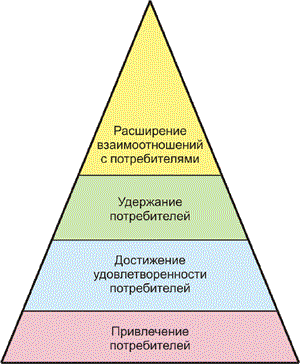 Расширение
взаимоотношений
с потребителями
Удержание
потребителей
Достижение
удовлетворенности
потребителей
Привлечение
потребителей